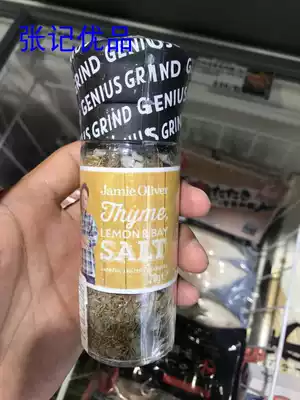 张记优品
GRIND GENIUS
GENIUS GRIND
GENIUS GRIND
Jamie Oliver
Thyme,
LEMON & BAY
SALT